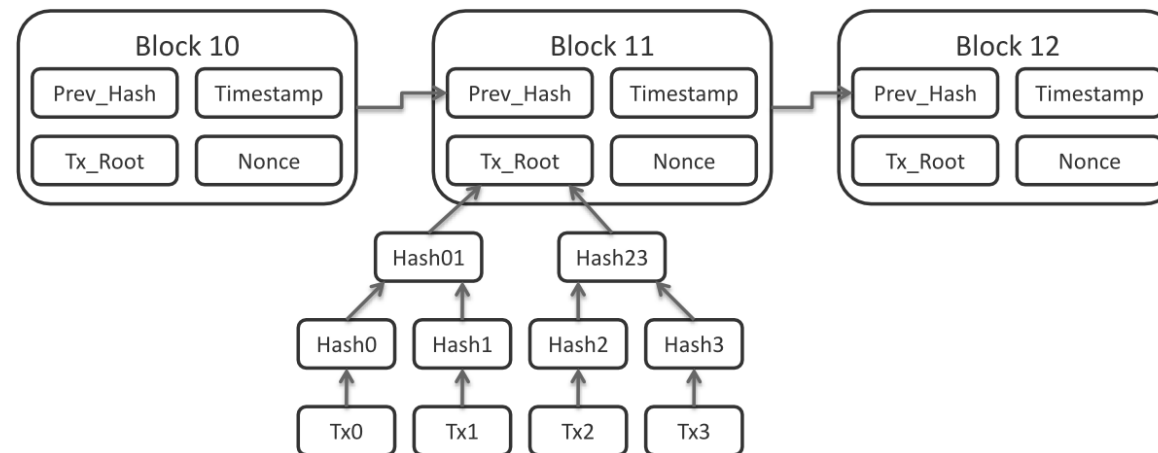 Block 10
Block 11
Block 12
Prev_Hash
Timestamp
Prev_Hash
Timestamp
Prev_Hash
Timestamp
Tx_Root
Nonce
Tx_Root
Nonce
Tx_Root
Nonce
Hash01
Hash23
Hash0
Hash1
Hash2
Hash3
Tx0
Tx1
Tx2
Tx3